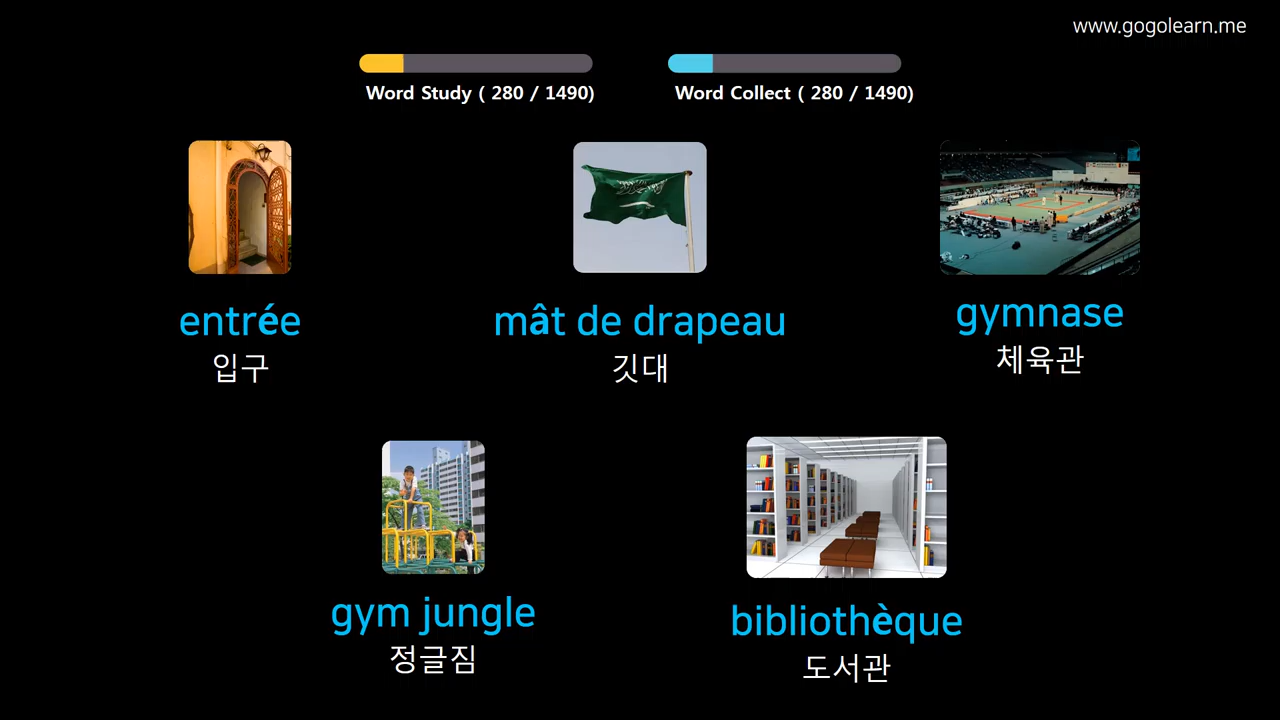 www.gogolearn.me
Word Study ( 280 / 1490)
Word Collect ( 280 / 1490)
entrée
입구
mât de drapeau
깃대
gymnase
체육관
gym jungle
정글짐
bibliothèque
도서관